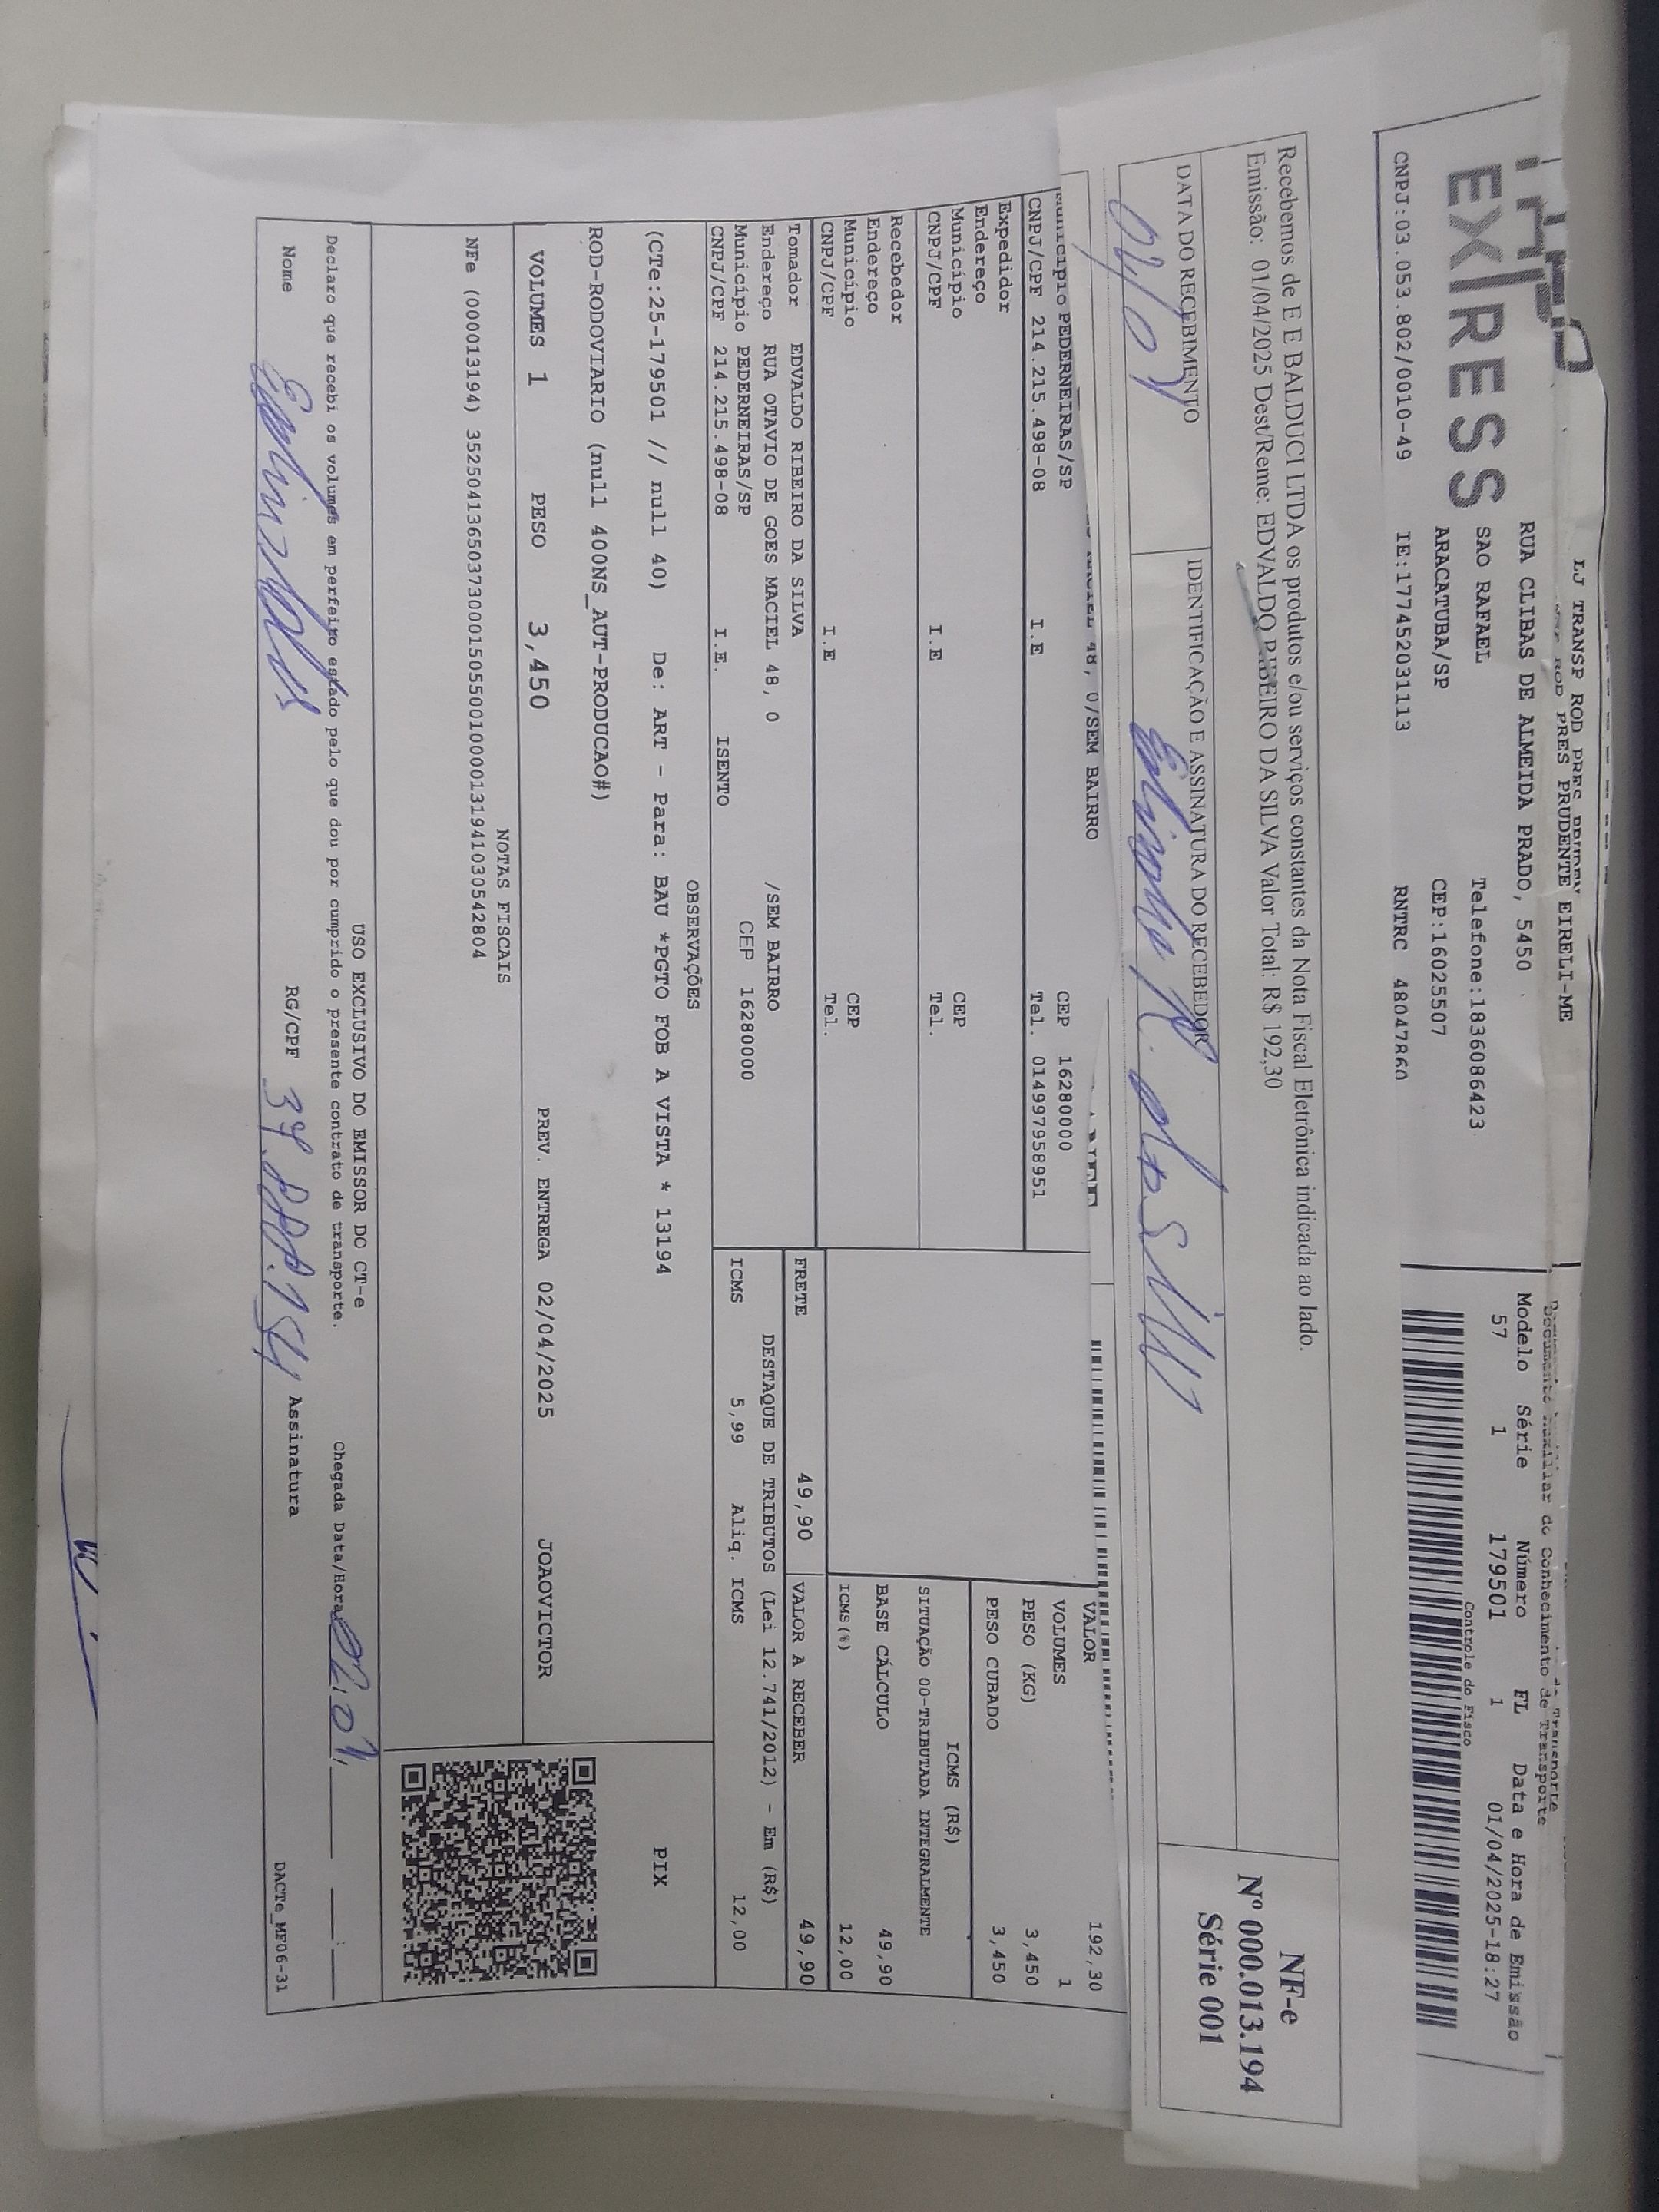 LJ TRANSP ROD PRES PRUDEN
ROD PRES PRUDENTE EIRELI-ME
EXPRESS
RUA CLIBAS DE ALMEIDA PRADO, 5450
SAO RAFAEL Telefone:1836086423
ARACATUBA/SP CEP:16025507
CNPJ:03.053.802/0010-49 IE:177452031113 RNTRC 48047860
Documento Auxiliar do Conhecimento de Transporte
Modelo Série Número FL Data e Hora de Emissão
57 1 179501 1 01/04/2025-18:27
Controle do Fisco
Recebemos de E E BALDUCI LTDA os produtos e/ou serviços constantes da Nota Fiscal Eletrônica indicada ao lado.
Emissão: 01/04/2025 Dest/Reme: EDVALDO RIBEIRO DA SILVA Valor Total: R$ 192,30
DATA DO RECEBIMENTO
IDENTIFICAÇÃO E ASSINATURA DO RECEBEDOR
NF-e
Nº 000.013.194
Série 001
MACIEL 48, 0/SEM BAIRRO
Município PEDERNEIRAS/SP CEP 16280000
CNPJ/CPF 214.215.498-08 I.E Tel. 014997958951
Expedidor
Endereço
Município CEP
CNPJ/CPF I.E Tel.
Recebedor
Endereço
Município CEP
CNPJ/CPF I.E Tel.
VALOR 192,30
VOLUMES 1
PESO (KG) 3,450
PESO CUBADO 3,450
ICMS (R$)
SITUAÇÃO 00-TRIBUTADA INTEGRALMENTE
BASE CÁLCULO 49,90
ICMS(%) 12,00
Tomador EDVALDO RIBEIRO DA SILVA
Endereço RUA OTAVIO DE GOES MACIEL 48, 0 /SEM BAIRRO
Município PEDERNEIRAS/SP CEP 16280000
CNPJ/CPF 214.215.498-08 I.E. ISENTO
FRETE 49,90 VALOR A RECEBER 49,90
DESTAQUE DE TRIBUTOS (Lei 12.741/2012) - Em (R$)
ICMS 5,99 Aliq. ICMS 12,00
OBSERVAÇÕES
(CTe:25-179501 // null 40) De: ART - Para: BAU *PGTO FOB A VISTA * 13194
ROD-RODOVIARIO (null 400NS_AUT-PRODUCAO#)
PIX
VOLUMES 1 PESO 3,450 PREV. ENTREGA 02/04/2025 JOAOVICTOR
NOTAS FISCAIS
NFe (000013194) 35250413650373000150550010000131941030542804
USO EXCLUSIVO DO EMISSOR DO CT-e
Declaro que recebi os volumes em perfeito estado pelo que dou por cumprido o presente contrato de transporte. Chegada Data/Hora
Nome RG/CPF Assinatura
DACTe_MF06-31